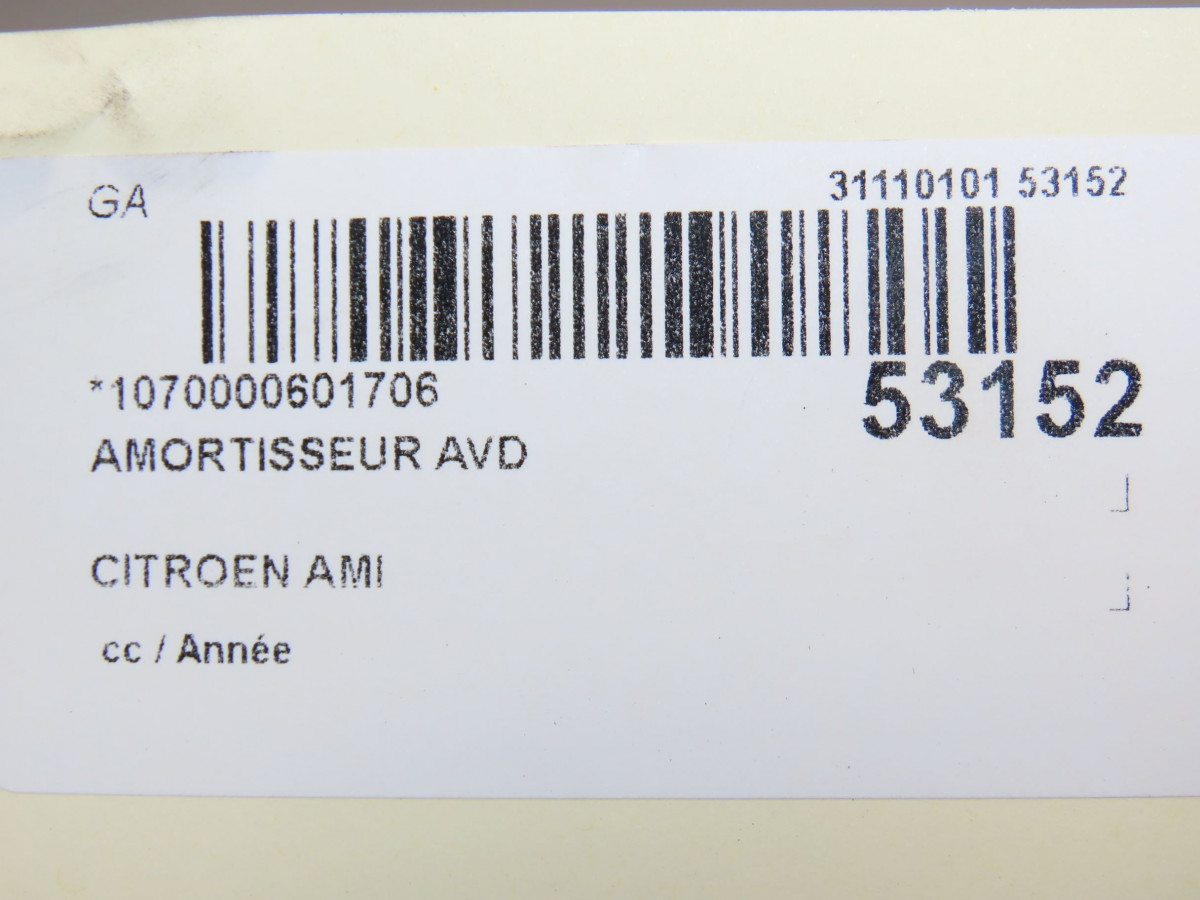 GA 31110101 53152
*1070000601706 53152
AMORTISSEUR AVD
CITROEN AMI
cc / Année